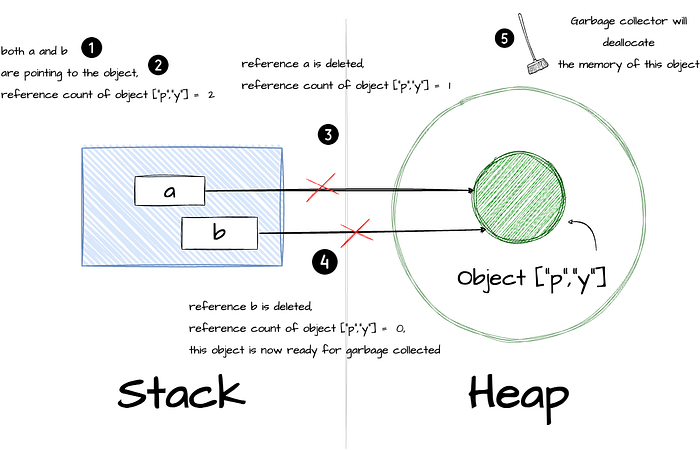 both a and b 1
are pointing to the object, 2
reference count of object ["p","y"] = 2
reference a is deleted,
reference count of object ["p","y"] = 1
5
Garbage collector will
deallocate
the memory of this object
3
a
b
4
Object ["p","y"]
reference b is deleted,
reference count of object ["p","y"] = 0,
this object is now ready for garbage collected
Stack
Heap